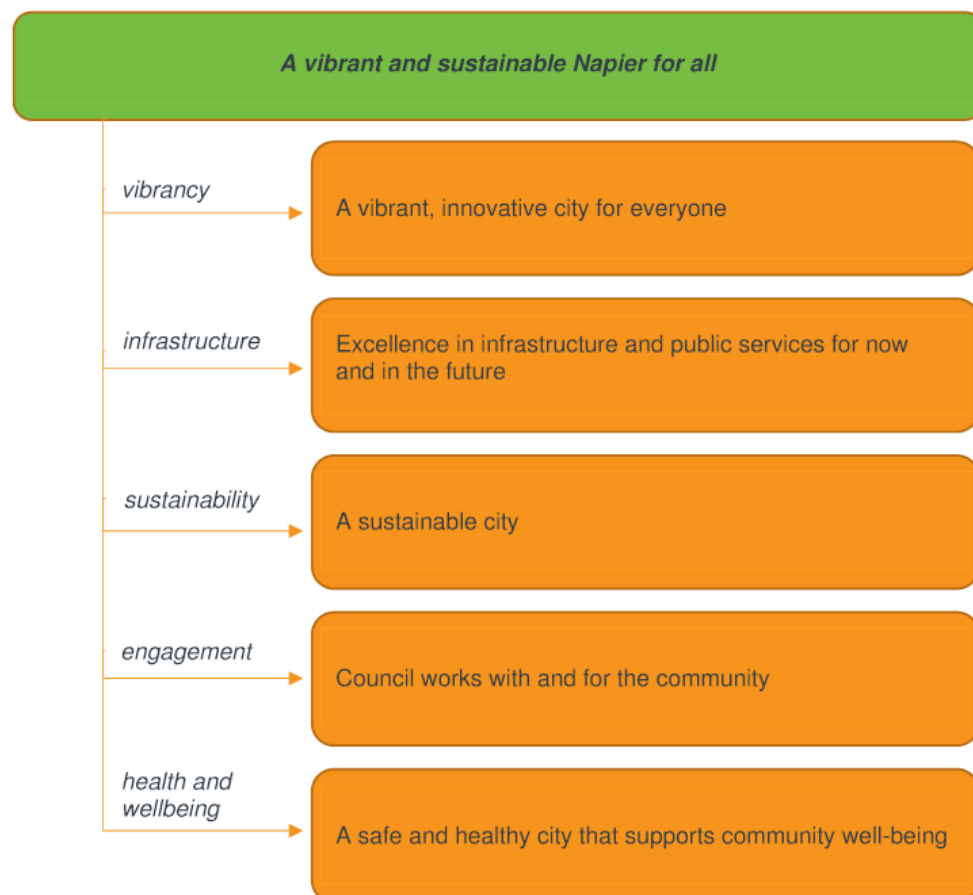 A vibrant and sustainable Napier for all
vibrancy
A vibrant, innovative city for everyone
infrastructure
Excellence in infrastructure and public services for now
and in the future
sustainability
A sustainable city
engagement
Council works with and for the community
health and
wellbeing
A safe and healthy city that supports community well-being